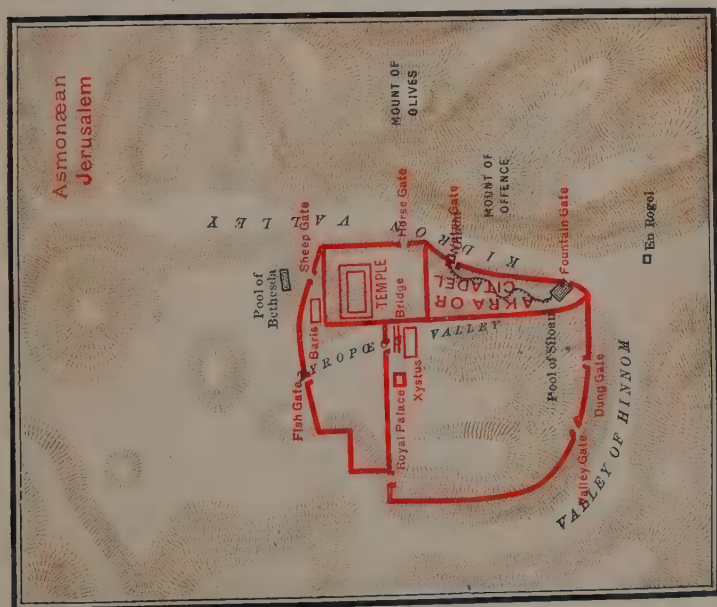 Asmonæan
Jerusalem
MOUNT OF
OLIVES
MOUNT OF
OFFENCE
KIDRON VALLEY
Sheep Gate
Horse Gate
Fountain Gate
En Rogel
Pool of
Bethesda
Baris
TEMPLE
Bridge
AKRA OR
CITADEL
TYROPŒON VALLEY
Pool of Siloam
Fish Gate
Royal Palace
Xystus
Dung Gate
Valley Gate
VALLEY OF HINNOM